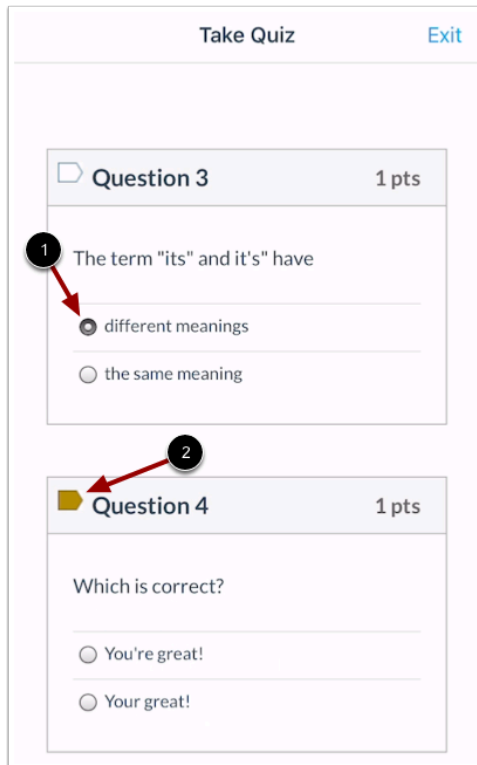 Take Quiz Exit
Question 3 1 pts
1
The term "its" and it's" have
different meanings
the same meaning
2
Question 4 1 pts
Which is correct?
You're great!
Your great!